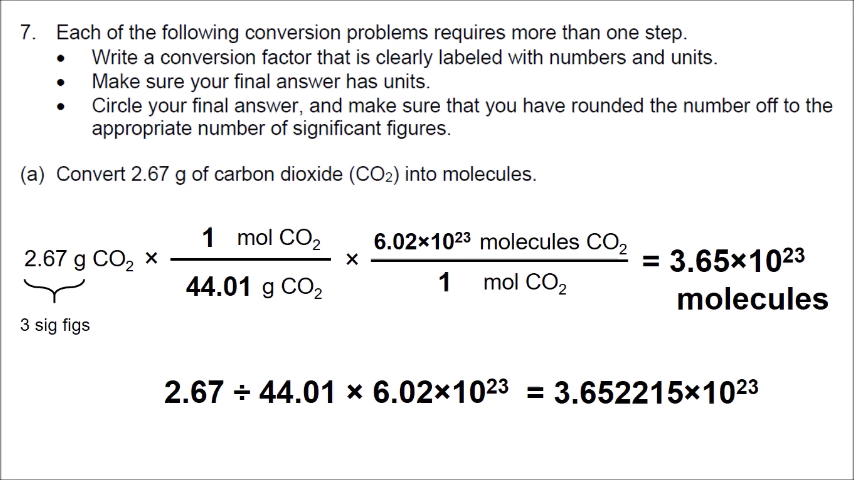 7. Each of the following conversion problems requires more than one step.
• Write a conversion factor that is clearly labeled with numbers and units.
• Make sure your final answer has units.
• Circle your final answer, and make sure that you have rounded the number off to the
appropriate number of significant figures.
(a) Convert 2.67 g of carbon dioxide (CO₂) into molecules.
2.67 g CO₂ × 1 mol CO₂ / 44.01 g CO₂ × 6.02×10²³ molecules CO₂ / 1 mol CO₂ = 3.65×10²³
molecules
3 sig figs
2.67 ÷ 44.01 × 6.02×10²³ = 3.652215×10²³